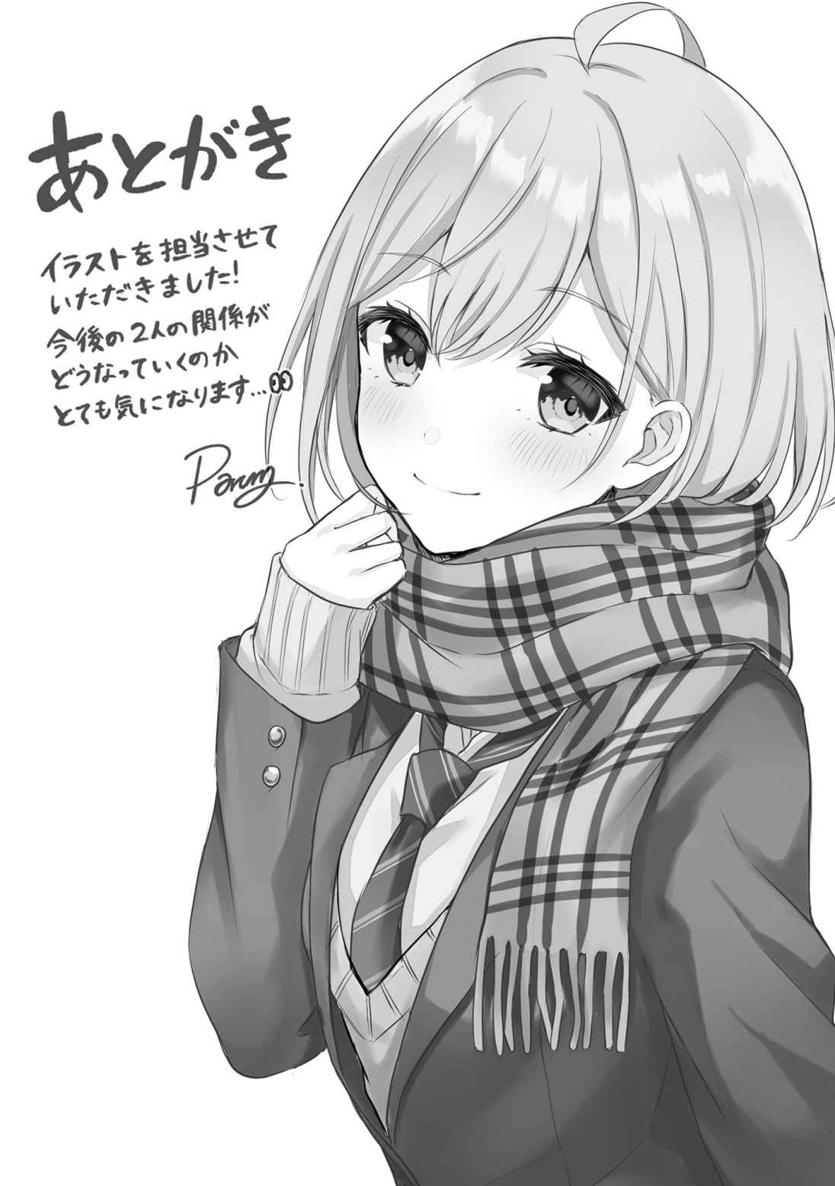 あとがき
イラストを担当させて
いただきました!
今後の2人の関係が
どうなっていくのか
とても気になります…👀